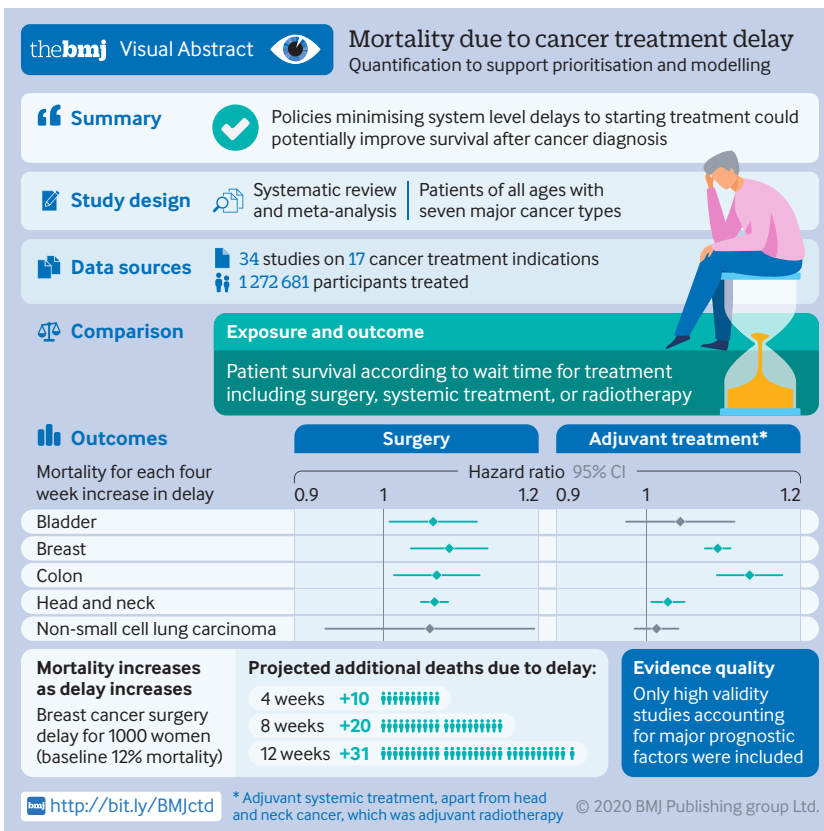 thebmj Visual Abstract
Mortality due to cancer treatment delay
Quantification to support prioritisation and modelling
Summary
Policies minimising system level delays to starting treatment could
potentially improve survival after cancer diagnosis
Study design
Systematic review
and meta-analysis
Patients of all ages with
seven major cancer types
Data sources
34 studies on 17 cancer treatment indications
1 272 681 participants treated
Comparison
Exposure and outcome
Patient survival according to wait time for treatment
including surgery, systemic treatment, or radiotherapy
Outcomes
Surgery
Adjuvant treatment*
Mortality for each four
week increase in delay
Hazard ratio 95% CI
0.9 1 1.2 0.9 1 1.2
Bladder
Breast
Colon
Head and neck
Non-small cell lung carcinoma
Mortality increases
as delay increases
Breast cancer surgery
delay for 1000 women
(baseline 12% mortality)
Projected additional deaths due to delay:
4 weeks +10
8 weeks +20
12 weeks +31
Evidence quality
Only high validity
studies accounting
for major prognostic
factors were included
bmj http://bit.ly/BMJctd
* Adjuvant systemic treatment, apart from head
and neck cancer, which was adjuvant radiotherapy
© 2020 BMJ Publishing group Ltd.